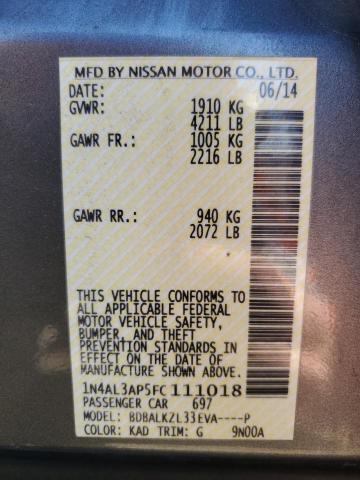 MFD BY NISSAN MOTOR CO., LTD.
DATE: 06/14
GVWR: 1910 KG
4211 LB
GAWR FR.: 1005 KG
2216 LB
GAWR RR.: 940 KG
2072 LB
THIS VEHICLE CONFORMS TO
ALL APPLICABLE FEDERAL
MOTOR VEHICLE SAFETY,
BUMPER, AND THEFT
PREVENTION STANDARDS
IN EFFECT ON THE DATE OF
MANUFACTURE SHOWN ABOVE.
1N4AL3AP5FC111018
PASSENGER CAR 697
MODEL: BDBALKZL33EVA----P
COLOR: KAD TRIM: G 9N00A